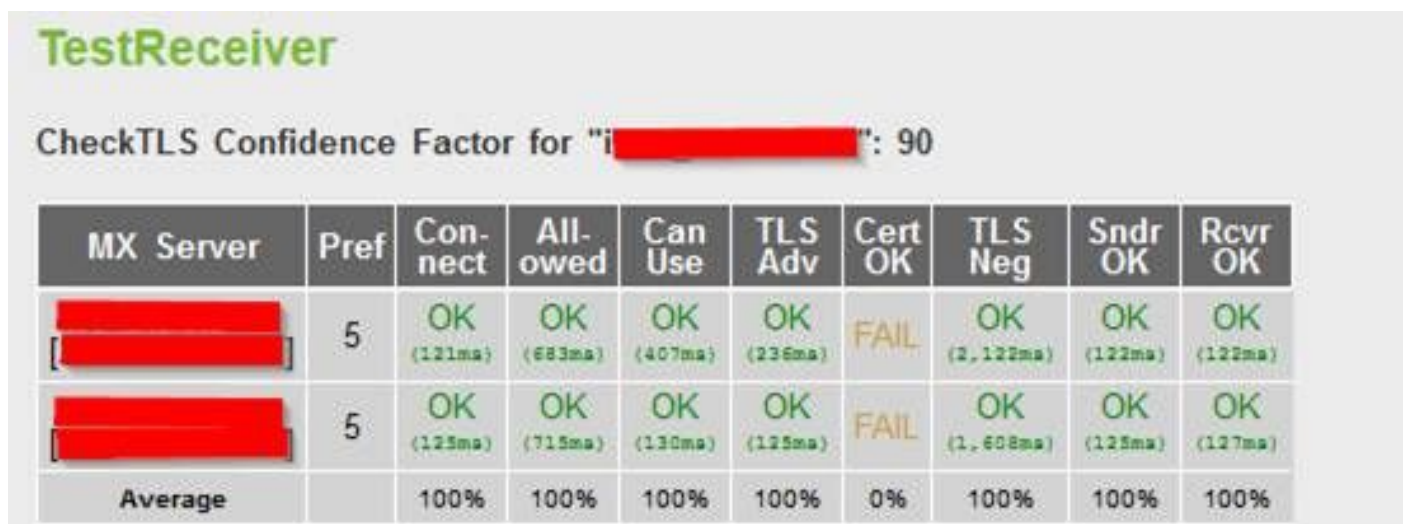 TestReceiver
CheckTLS Confidence Factor for "i ": 90
MX Server Pref Con-nect All-owed Can Use TLS Adv Cert OK TLS Neg Sndr OK Rcvr OK
[ ] 5 OK (121ms) OK (683ms) OK (407ms) OK (236ms) FAIL OK (2,122ms) OK (122ms) OK (122ms)
[ ] 5 OK (125ms) OK (715ms) OK (130ms) OK (125ms) FAIL OK (1,608ms) OK (125ms) OK (127ms)
Average 100% 100% 100% 100% 0% 100% 100% 100%